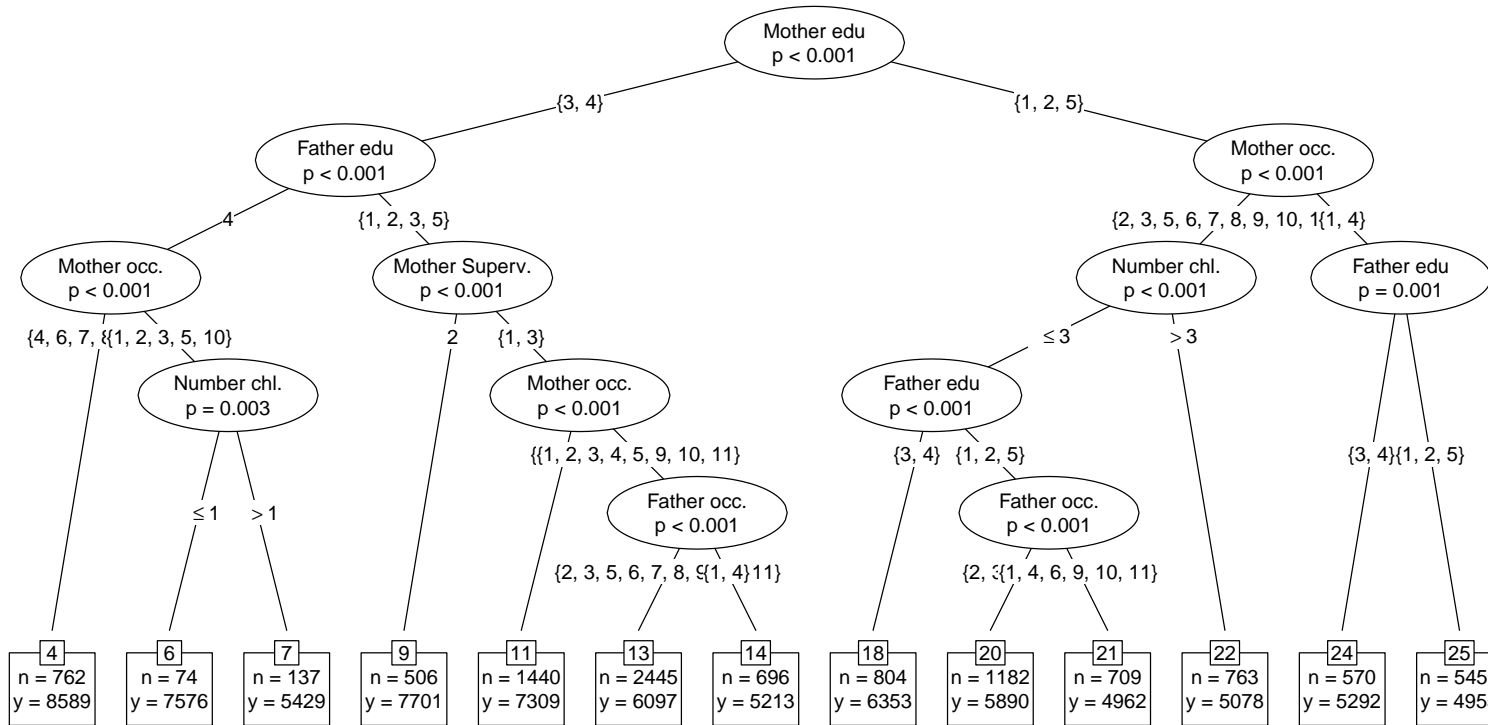 Mother edu
p < 0.001
{3, 4}
{1, 2, 5}
Father edu
p < 0.001
Mother occ.
p < 0.001
4
{1, 2, 3, 5}
{2, 3, 5, 6, 7, 8, 9, 10, 1
{1, 4}
Mother occ.
p < 0.001
Mother Superv.
p < 0.001
Number chl.
p < 0.001
Father edu
p = 0.001
{4, 6, 7,
{1, 2, 3, 5, 10}
2
{1, 3}
≤ 3
> 3
Number chl.
p = 0.003
Mother occ.
p < 0.001
Father edu
p < 0.001
{1, 2, 3, 4, 5, 9, 10, 11}
{3, 4}
{1, 2, 5}
{3, 4}
{1, 2, 5}
≤ 1
> 1
Father occ.
p < 0.001
Father occ.
p < 0.001
{2, 3, 5, 6, 7, 8,
{1, 4}
11}
{2,
{1, 4, 6, 9, 10, 11}
4
n = 762
y = 8589
6
n = 74
y = 7576
7
n = 137
y = 5429
9
n = 506
y = 7701
11
n = 1440
y = 7309
13
n = 2445
y = 6097
14
n = 696
y = 5213
18
n = 804
y = 6353
20
n = 1182
y = 5890
21
n = 709
y = 4962
22
n = 763
y = 5078
24
n = 570
y = 5292
25
n = 545
y = 495